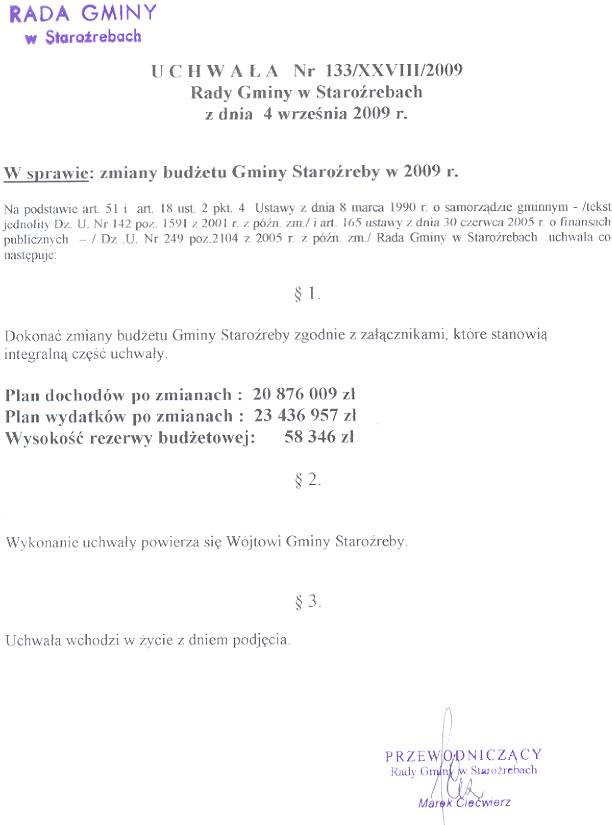 RADA GMINY
w Staroźrebach
U C H W A Ł A Nr 133/XXVIII/2009
Rady Gminy w Staroźrebach
z dnia 4 września 2009 r.
W sprawie: zmiany budżetu Gminy Staroźreby w 2009 r.
Na podstawie art. 51 i art. 18 ust. 2 pkt. 4 Ustawy z dnia 8 marca 1990 r. o samorządzie gminnym - /tekst
jednolity Dz. U. Nr 142 poz. 1591 z 2001 r. z późn. zm./ i art. 165 ustawy z dnia 30 czerwca 2005 r. o finansach
publicznych – / Dz .U. Nr 249 poz.2104 z 2005 r. z późn. zm./ Rada Gminy w Staroźrebach uchwala co
następuje:
§ 1.
Dokonać zmiany budżetu Gminy Staroźreby zgodnie z załącznikami, które stanowią
integralną część uchwały.
Plan dochodów po zmianach : 20 876 009 zł
Plan wydatków po zmianach : 23 436 957 zł
Wysokość rezerwy budżetowej: 58 346 zł
§ 2.
Wykonanie uchwały powierza się Wójtowi Gminy Staroźreby.
§ 3.
Uchwała wchodzi w życie z dniem podjęcia.
PRZEWODNICZĄCY
Rady Gminy w Staroźrebach
Marek Ciećwierz